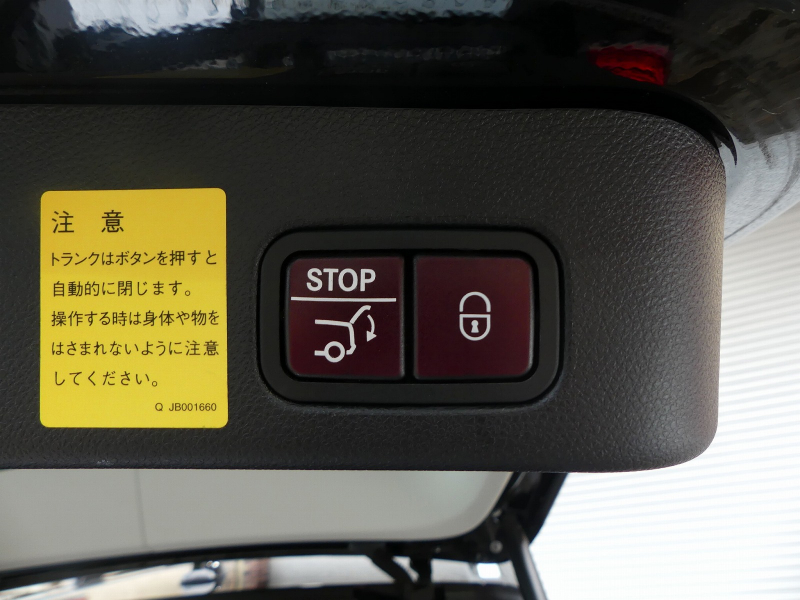 注 意
トランクはボタンを押すと
自動的に閉じます。
操作する時は身体や物を
はさまれないように注意
してください。
Q JB001660
STOP